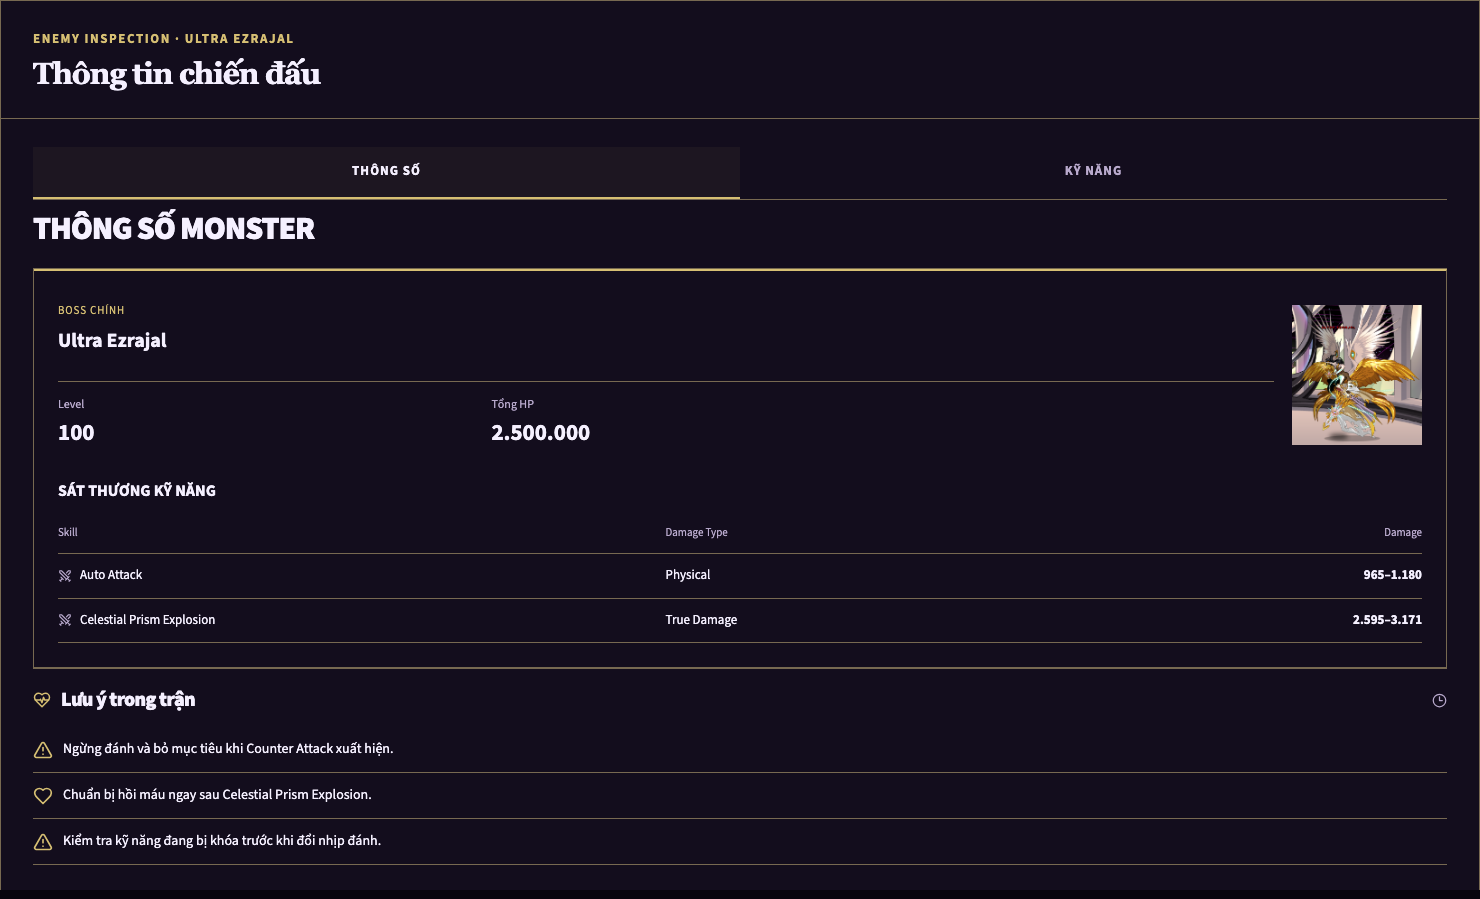 ENEMY INSPECTION · ULTRA EZRAJAL
Thông tin chiến đấu
THÔNG SỐ
KỸ NĂNG
THÔNG SỐ MONSTER
BOSS CHÍNH
Ultra Ezrajal
Level
Tổng HP
100
2.500.000
SÁT THƯƠNG KỸ NĂNG
Skill Damage Type Damage
Auto Attack Physical 965–1.180
Celestial Prism Explosion True Damage 2.595–3.171
Lưu ý trong trận
Ngừng đánh và bỏ mục tiêu khi Counter Attack xuất hiện.
Chuẩn bị hồi máu ngay sau Celestial Prism Explosion.
Kiểm tra kỹ năng đang bị khóa trước khi đổi nhịp đánh.